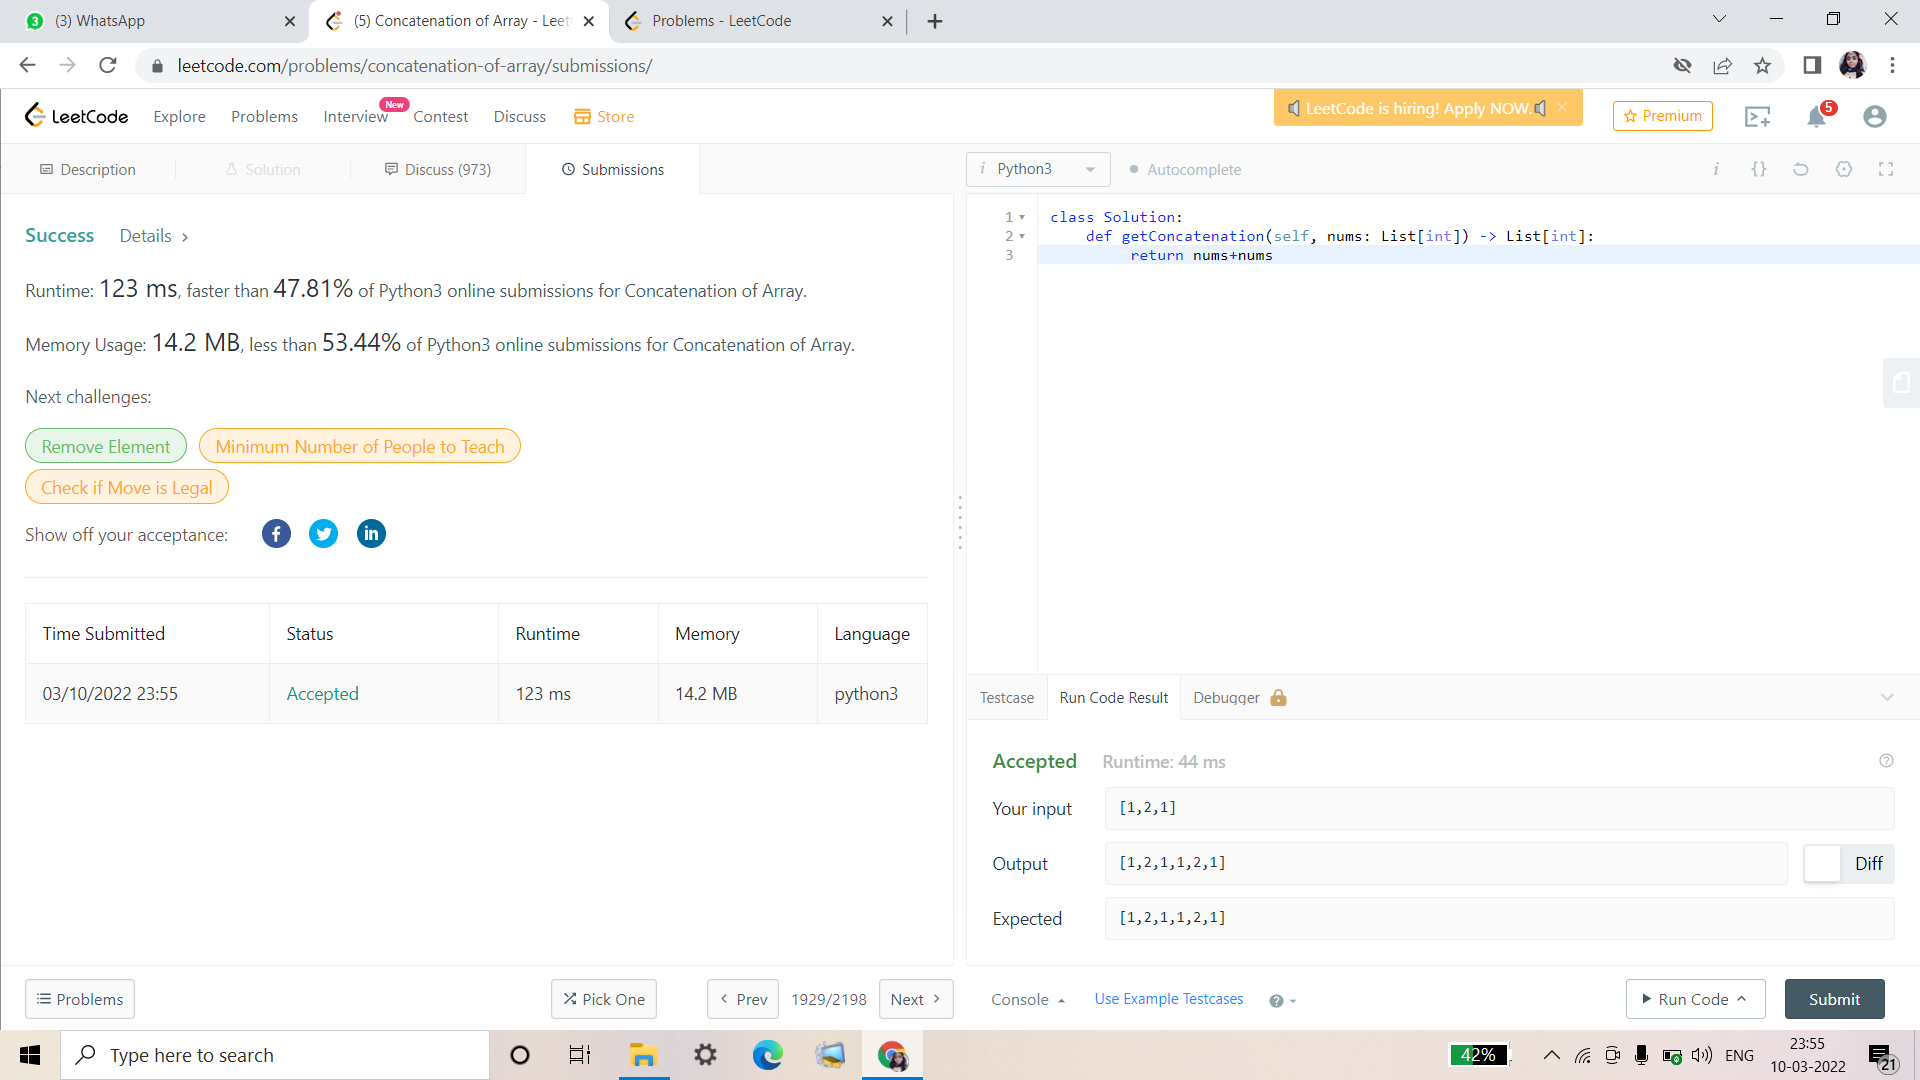 3 (3) WhatsApp
(5) Concatenation of Array - Leet
Problems - LeetCode
leetcode.com/problems/concatenation-of-array/submissions/
LeetCode Explore Problems Interview New Contest Discuss Store
LeetCode is hiring! Apply NOW.
Premium
5
Description Solution Discuss (973) Submissions
i Python3 Autocomplete i {}
Success Details >
Runtime: 123 ms, faster than 47.81% of Python3 online submissions for Concatenation of Array.
Memory Usage: 14.2 MB, less than 53.44% of Python3 online submissions for Concatenation of Array.
Next challenges:
Remove Element Minimum Number of People to Teach
Check if Move is Legal
Show off your acceptance: f in
Time Submitted Status Runtime Memory Language
03/10/2022 23:55 Accepted 123 ms 14.2 MB python3
1 class Solution:
2 def getConcatenation(self, nums: List[int]) -> List[int]:
3 return nums+nums
Testcase Run Code Result Debugger
Accepted Runtime: 44 ms
Your input [1,2,1]
Output [1,2,1,1,2,1] Diff
Expected [1,2,1,1,2,1]
Problems Pick One < Prev 1929/2198 Next >
Console Use Example Testcases ? Run Code Submit
Type here to search
42%
ENG
23:55
10-03-2022
21